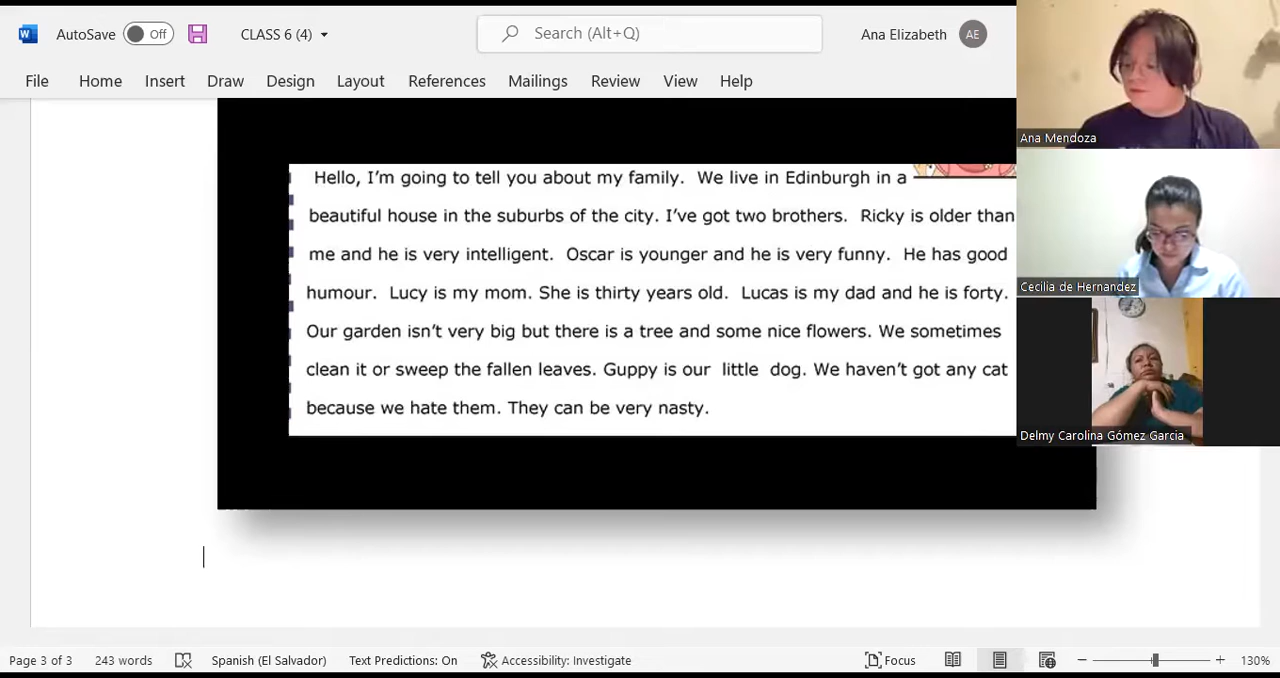 AutoSave Off CLASS 6 (4) Search (Alt+Q) Ana Elizabeth AE
File Home Insert Draw Design Layout References Mailings Review View Help
Hello, I'm going to tell you about my family. We live in Edinburgh in a
beautiful house in the suburbs of the city. I've got two brothers. Ricky is older than
me and he is very intelligent. Oscar is younger and he is very funny. He has good
humour. Lucy is my mom. She is thirty years old. Lucas is my dad and he is forty.
Our garden isn't very big but there is a tree and some nice flowers. We sometimes
clean it or sweep the fallen leaves. Guppy is our little dog. We haven't got any cat
because we hate them. They can be very nasty.
Ana Mendoza
Cecilia de Hernandez
Delmy Carolina Gómez Garcia
Page 3 of 3 243 words Spanish (El Salvador) Text Predictions: On Accessibility: Investigate Focus 130%